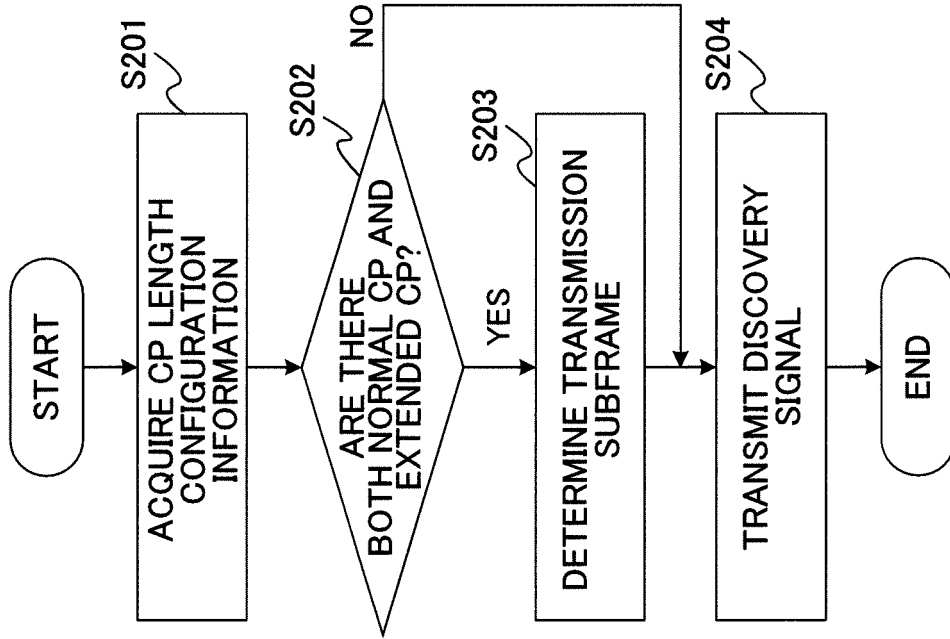 START
S201
ACQUIRE CP LENGTH
CONFIGURATION
INFORMATION
S202
ARE THERE
BOTH NORMAL CP AND
EXTENDED CP?
NO
YES
S203
DETERMINE TRANSMISSION
SUBFRAME
S204
TRANSMIT DISCOVERY
SIGNAL
END